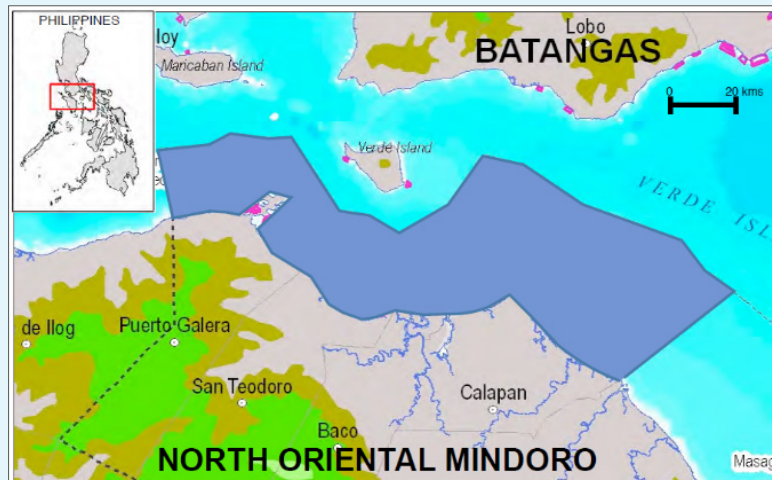 PHILIPPINES
loy
Maricaban Island
Lobo
BATANGAS
0 20 kms
Verde Island
VERDE ISL
de Ilog
Puerto Galera
San Teodoro
Calapan
Baco
NORTH ORIENTAL MINDORO
Masag